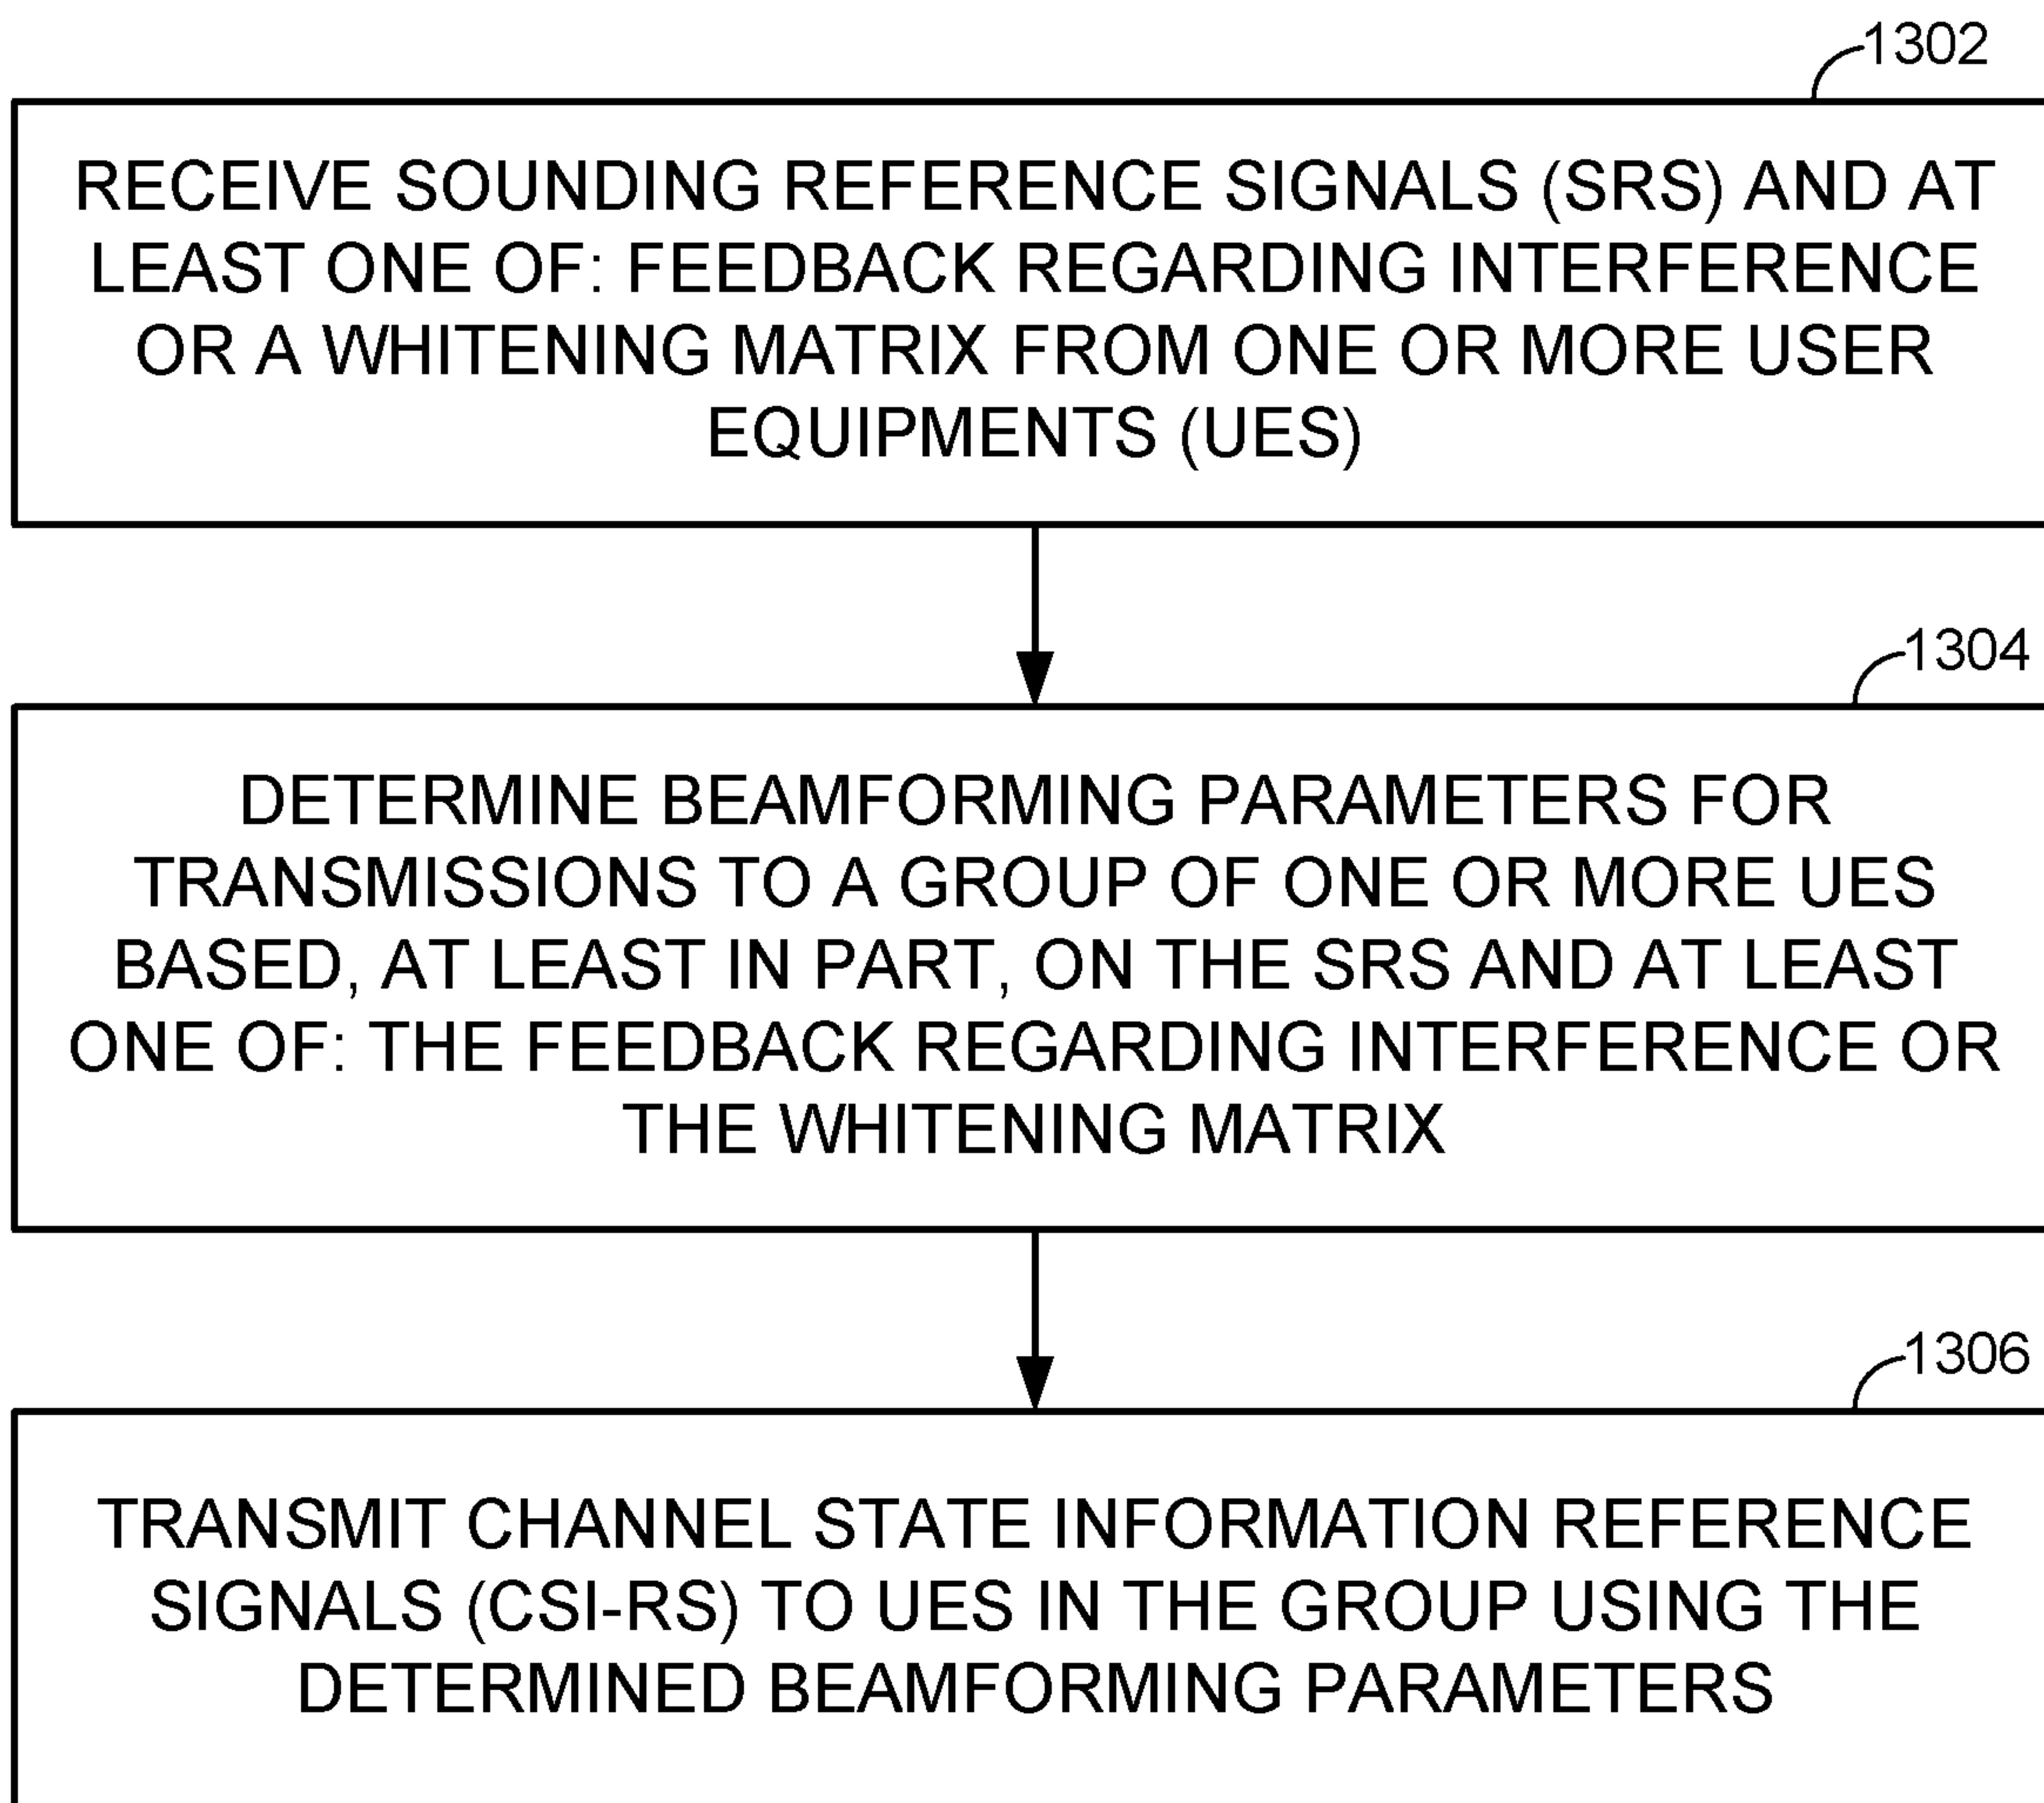 1302
RECEIVE SOUNDING REFERENCE SIGNALS (SRS) AND AT
LEAST ONE OF: FEEDBACK REGARDING INTERFERENCE
OR A WHITENING MATRIX FROM ONE OR MORE USER
EQUIPMENTS (UES)
1304
DETERMINE BEAMFORMING PARAMETERS FOR
TRANSMISSIONS TO A GROUP OF ONE OR MORE UES
BASED, AT LEAST IN PART, ON THE SRS AND AT LEAST
ONE OF: THE FEEDBACK REGARDING INTERFERENCE OR
THE WHITENING MATRIX
1306
TRANSMIT CHANNEL STATE INFORMATION REFERENCE
SIGNALS (CSI-RS) TO UES IN THE GROUP USING THE
DETERMINED BEAMFORMING PARAMETERS